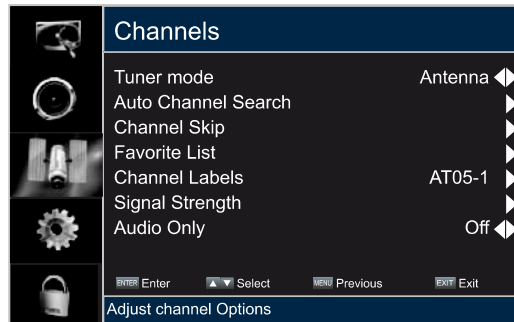 Channels
Tuner mode Antenna
Auto Channel Search
Channel Skip
Favorite List
Channel Labels AT05-1
Signal Strength
Audio Only Off
ENTER Enter Select MENU Previous EXIT Exit
Adjust channel Options